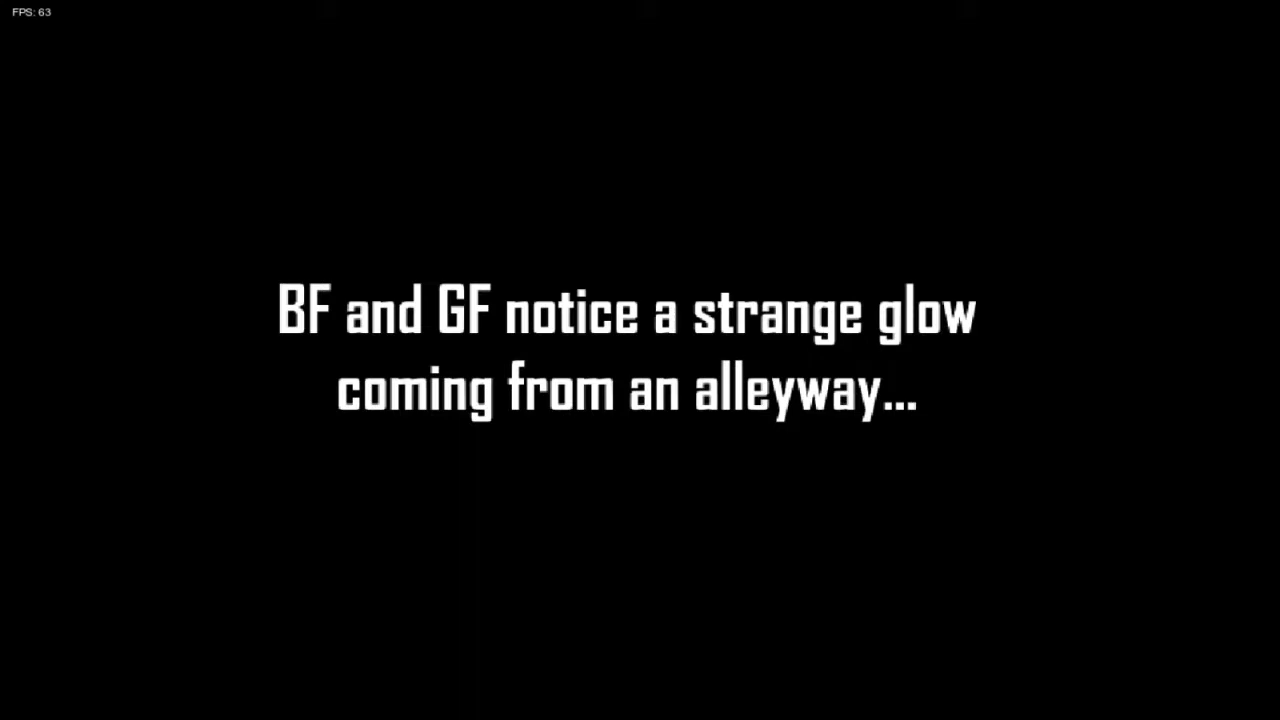 FPS: 63
BF and GF notice a strange glow
coming from an alleyway...